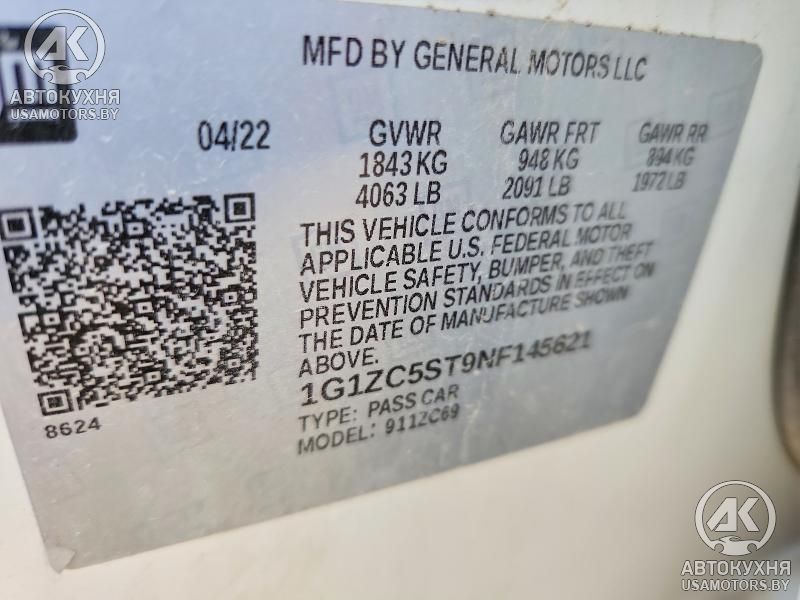 AK
АВТОКУХНЯ
USAMOTORS.BY
MFD BY GENERAL MOTORS LLC
04/22 GVWR GAWR FRT GAWR RR
1843 KG 948 KG 894 KG
4063 LB 2091 LB 1972 LB
THIS VEHICLE CONFORMS TO ALL
APPLICABLE U.S. FEDERAL MOTOR
VEHICLE SAFETY, BUMPER, AND THEFT
PREVENTION STANDARDS IN EFFECT ON
THE DATE OF MANUFACTURE SHOWN
ABOVE.
1G1ZC5ST9NF145621
TYPE: PASS CAR
MODEL: 911ZC69
8624
AK
АВТОКУХНЯ
USAMOTORS.BY